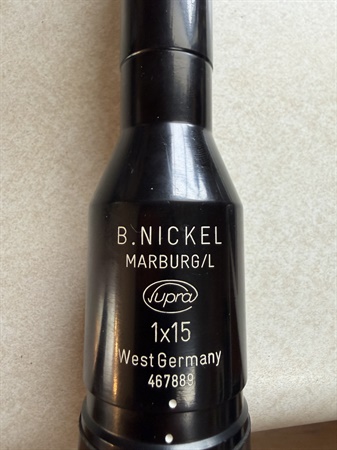 B.NICKEL
MARBURG/L
Supra
1x15
West Germany
467889